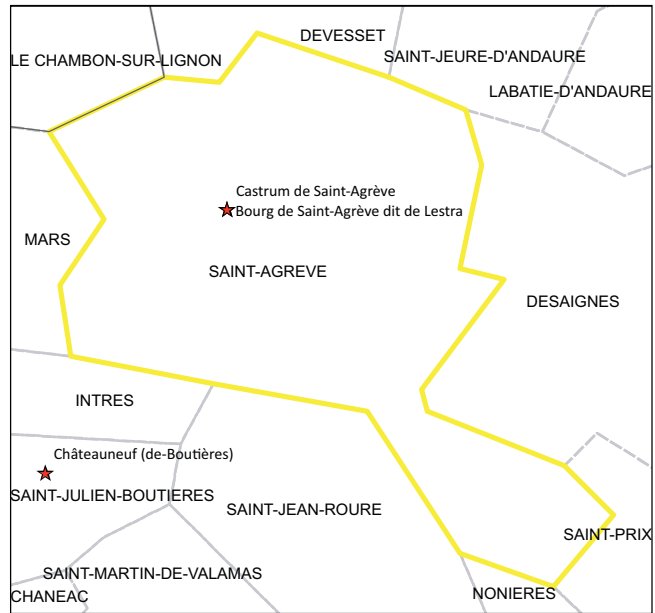 DEVESSET
LE CHAMBON-SUR-LIGNON
SAINT-JEURE-D'ANDAURE
LABATIE-D'ANDAURE
Castrum de Saint-Agrève
Bourg de Saint-Agrève dit de Lestra
MARS
SAINT-AGREVE
DESAIGNES
INTRES
Châteauneuf (de-Boutières)
SAINT-JULIEN-BOUTIERES
SAINT-JEAN-ROURE
SAINT-PRIX
SAINT-MARTIN-DE-VALAMAS
CHANEAC
NONIERES